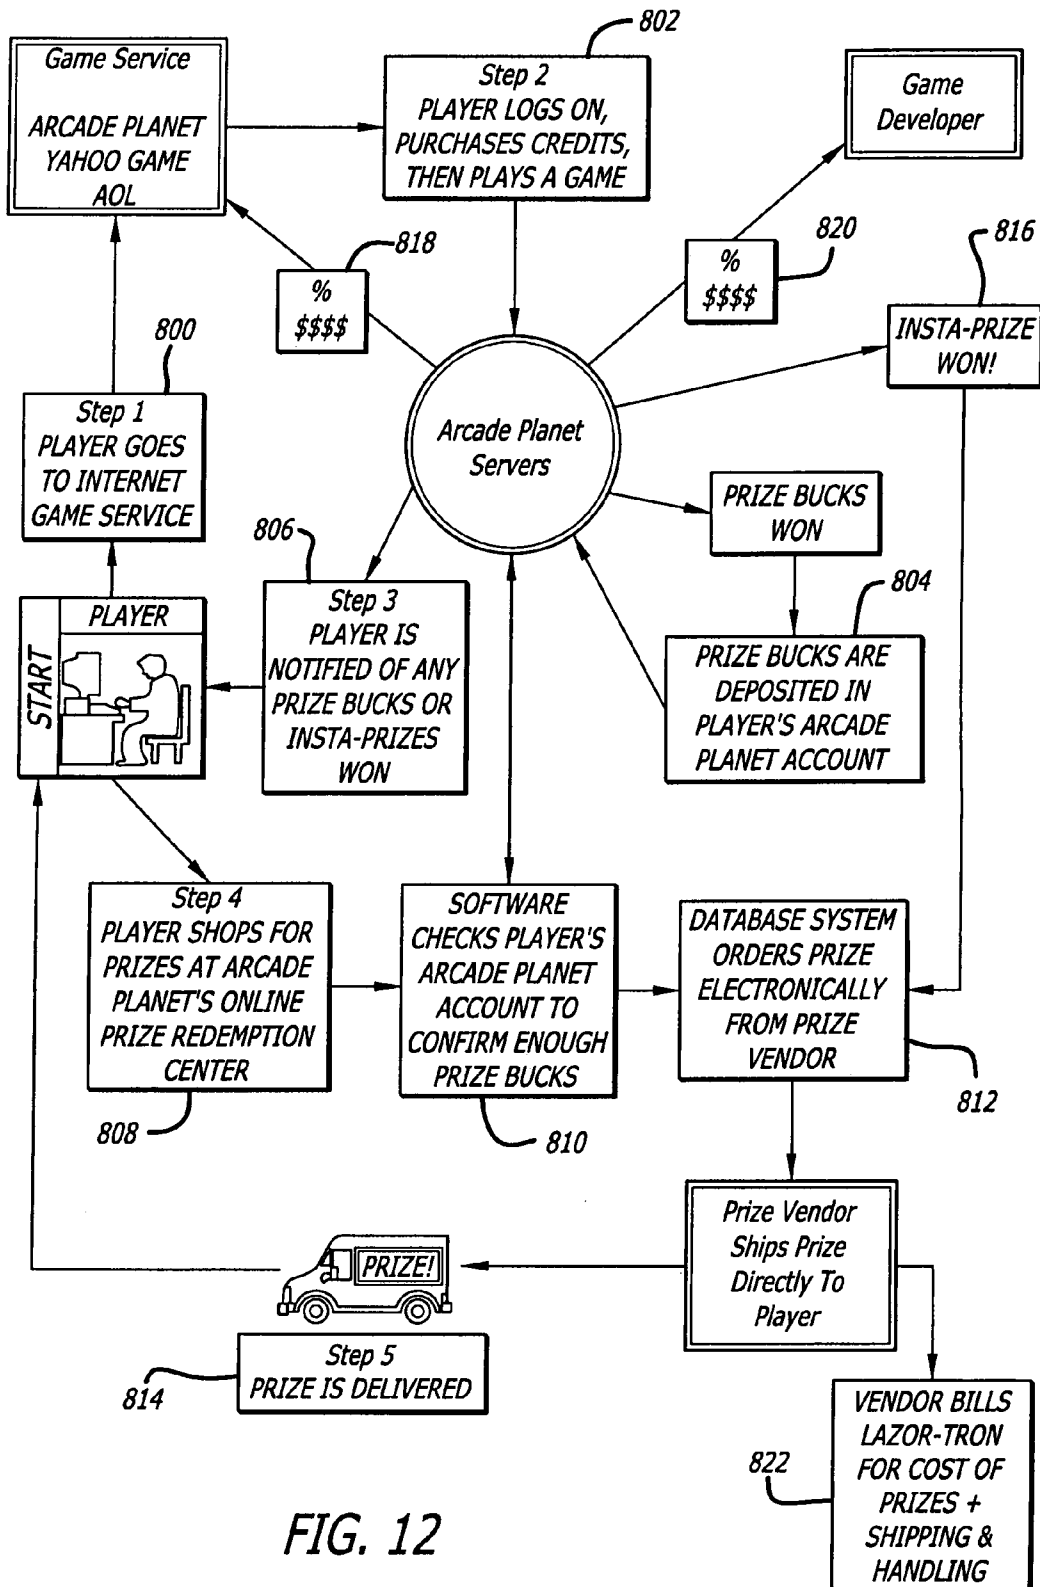 Game Service
ARCADE PLANET
YAHOO GAME
AOL
802
Step 2
PLAYER LOGS ON,
PURCHASES CREDITS,
THEN PLAYS A GAME
Game
Developer
818
%
$$$$
820
%
$$$$
816
INSTA-PRIZE
WON!
800
Step 1
PLAYER GOES
TO INTERNET
GAME SERVICE
Arcade Planet
Servers
PRIZE BUCKS
WON
806
Step 3
PLAYER IS
NOTIFIED OF ANY
PRIZE BUCKS OR
INSTA-PRIZES
WON
804
PRIZE BUCKS ARE
DEPOSITED IN
PLAYER'S ARCADE
PLANET ACCOUNT
START
PLAYER
Step 4
PLAYER SHOPS FOR
PRIZES AT ARCADE
PLANET'S ONLINE
PRIZE REDEMPTION
CENTER
808
SOFTWARE
CHECKS PLAYER'S
ARCADE PLANET
ACCOUNT TO
CONFIRM ENOUGH
PRIZE BUCKS
810
DATABASE SYSTEM
ORDERS PRIZE
ELECTRONICALLY
FROM PRIZE
VENDOR
812
Prize Vendor
Ships Prize
Directly To
Player
PRIZE!
Step 5
PRIZE IS DELIVERED
814
VENDOR BILLS
LAZOR-TRON
FOR COST OF
PRIZES +
SHIPPING &
HANDLING
822
FIG. 12